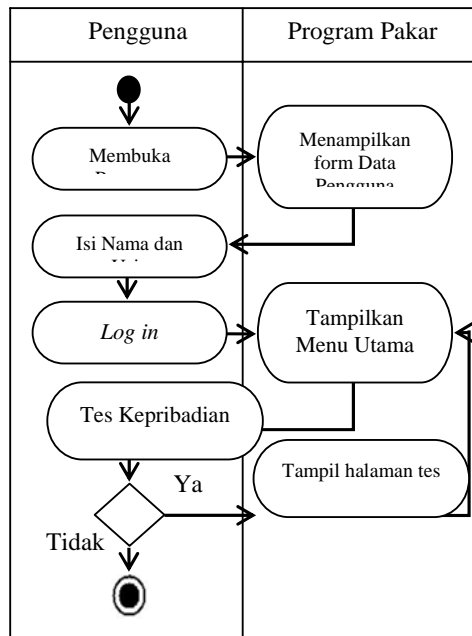 Pengguna
Program Pakar
Membuka
Menampilkan
form Data
Pengguna
Isi Nama dan
Log in
Tampilkan
Menu Utama
Tes Kepribadian
Tampil halaman tes
Ya
Tidak